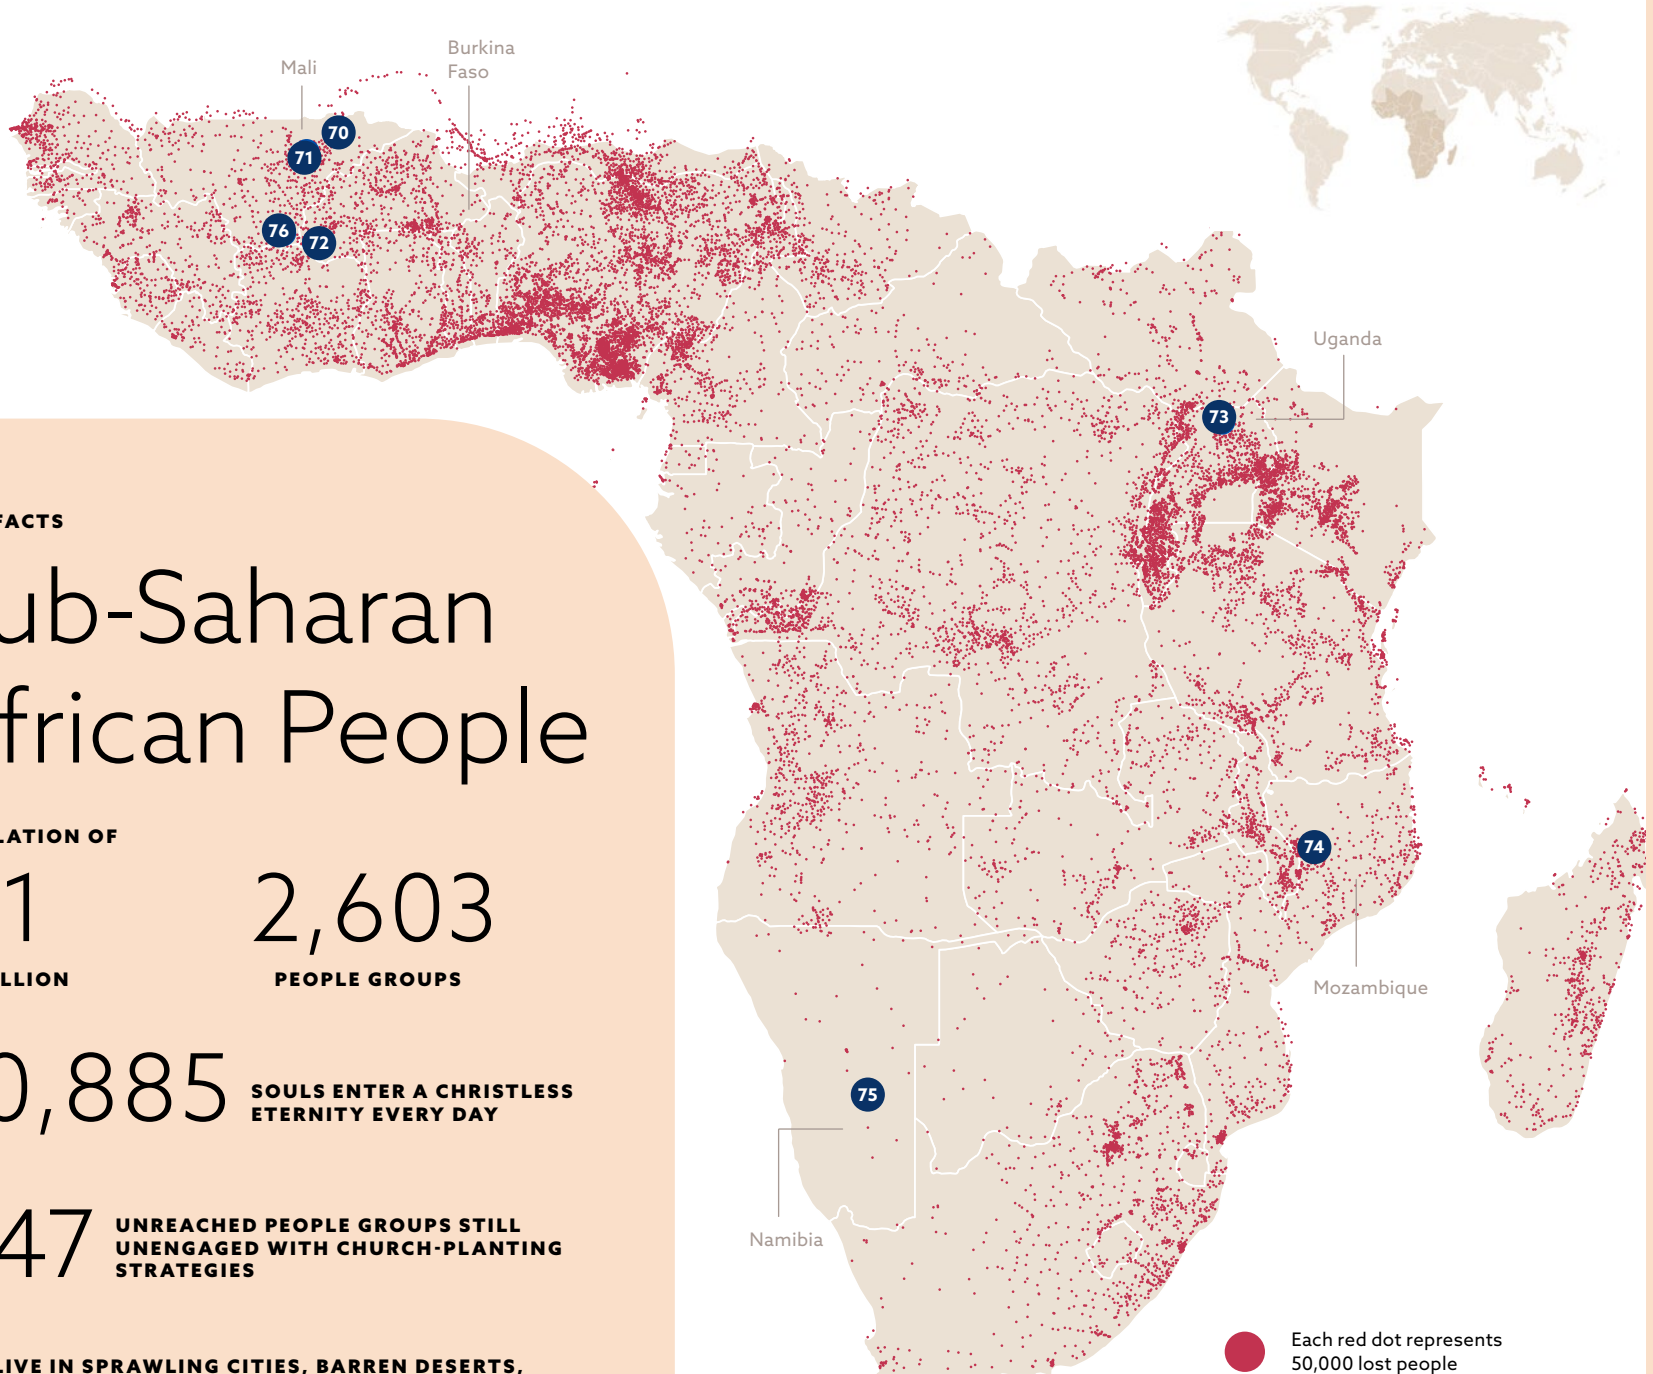 Mali
Burkina
Faso
70
71
76
72
Uganda
73
FACTS
ub-Saharan
frican People
LATION OF
1
2,603
LLION
PEOPLE GROUPS
0,885
SOULS ENTER A CHRISTLESS
ETERNITY EVERY DAY
47
UNREACHED PEOPLE GROUPS STILL
UNENGAGED WITH CHURCH-PLANTING
STRATEGIES
LIVE IN SPRAWLING CITIES, BARREN DESERTS,
74
Mozambique
75
Namibia
Each red dot represents
50,000 lost people